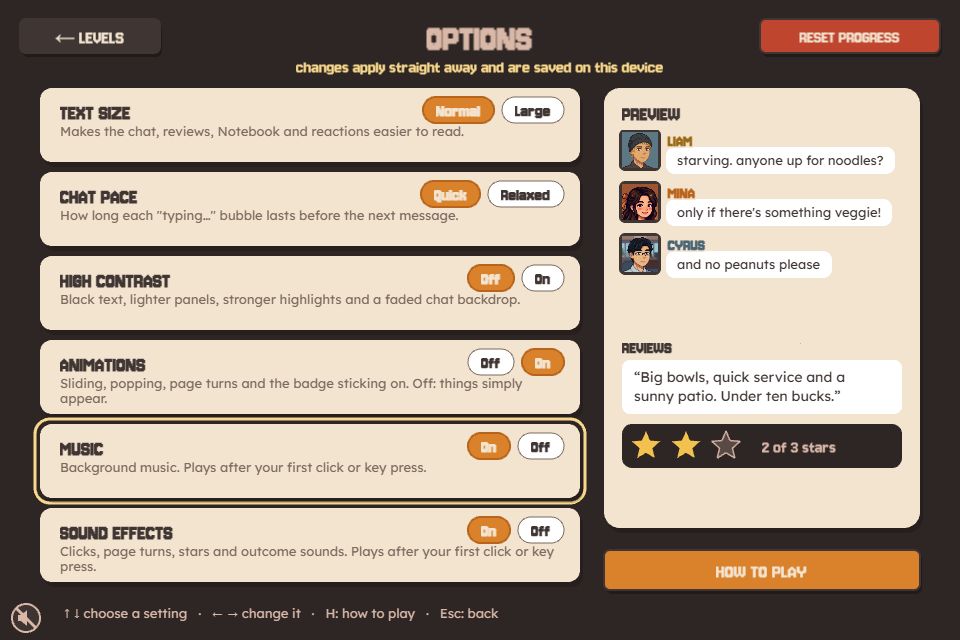 ← LEVELS
OPTIONS
RESET PROGRESS
changes apply straight away and are saved on this device
TEXT SIZE
Normal
Large
Makes the chat, reviews, Notebook and reactions easier to read.
CHAT PACE
Quick
Relaxed
How long each "typing…" bubble lasts before the next message.
HIGH CONTRAST
Off
On
Black text, lighter panels, stronger highlights and a faded chat backdrop.
ANIMATIONS
Off
On
Sliding, popping, page turns and the badge sticking on. Off: things simply
appear.
MUSIC
On
Off
Background music. Plays after your first click or key press.
SOUND EFFECTS
On
Off
Clicks, page turns, stars and outcome sounds. Plays after your first click or key
press.
PREVIEW
LIAM
starving. anyone up for noodles?
MINA
only if there's something veggie!
CYRUS
and no peanuts please
REVIEWS
“Big bowls, quick service and a
sunny patio. Under ten bucks.”
2 of 3 stars
HOW TO PLAY
↑ ↓ choose a setting · ← → change it · H: how to play · Esc: back